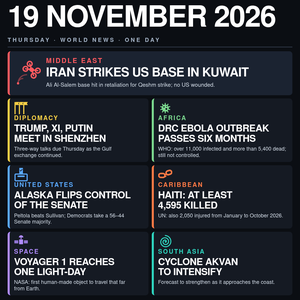 19 NOVEMBER 2026
THURSDAY · WORLD NEWS · ONE DAY
MIDDLE EAST
IRAN STRIKES US BASE IN KUWAIT
Ali Al-Salem base hit in retaliation for Qeshm strike; no US wounded.
DIPLOMACY
TRUMP, XI, PUTIN
MEET IN SHENZHEN
Three-way talks due Thursday as the Gulf
exchange continued.
AFRICA
DRC EBOLA OUTBREAK
PASSES SIX MONTHS
WHO: over 11,000 infected and more than 5,400 dead;
still not controlled.
UNITED STATES
ALASKA FLIPS CONTROL
OF THE SENATE
Peltola beats Sullivan; Democrats take a 56–44
Senate majority.
CARIBBEAN
HAITI: AT LEAST
4,595 KILLED
UN: also 2,050 injured from January to October 2026.
SPACE
VOYAGER 1 REACHES
ONE LIGHT-DAY
NASA: first human-made object to travel that far
from Earth.
SOUTH ASIA
CYCLONE AKVAN
TO INTENSIFY
Forecast to strengthen as it approaches the coast.